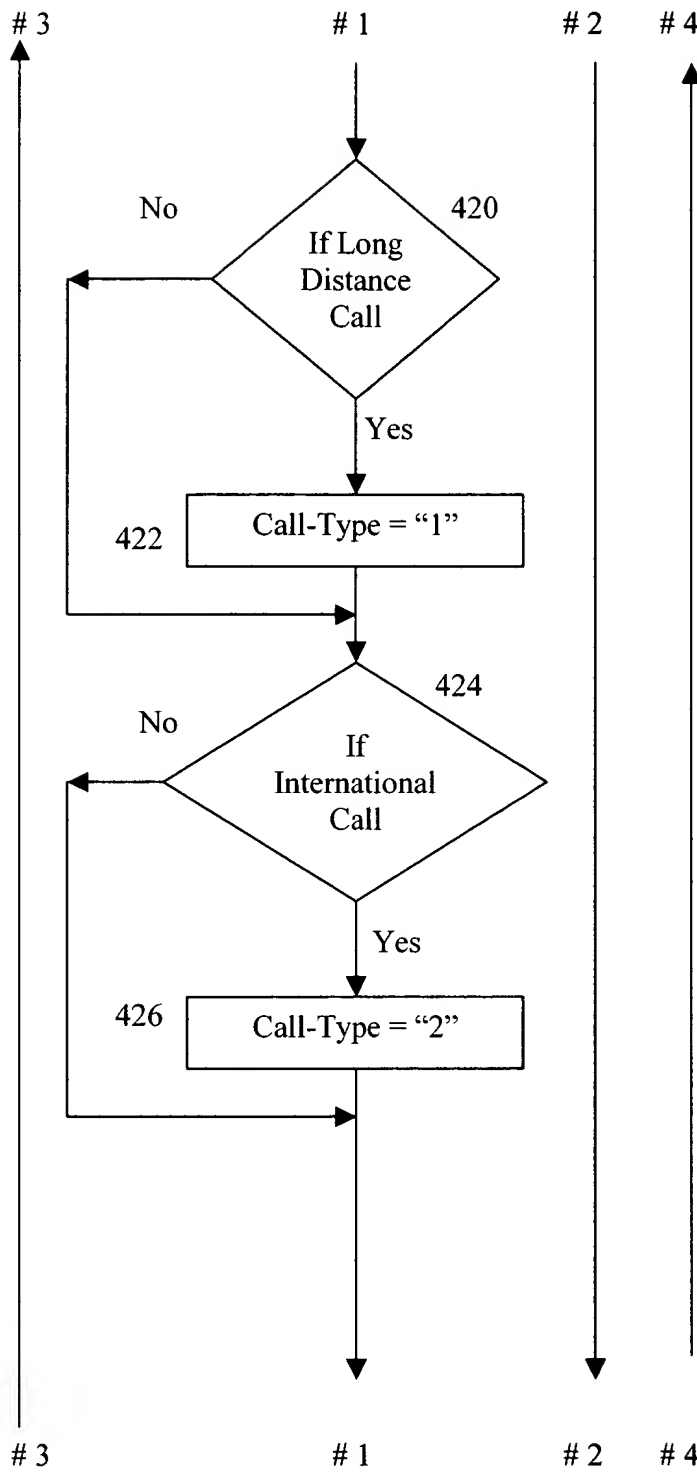 # 3 # 1 # 2 # 4
No 420
If Long
Distance
Call
Yes
Call-Type = “1”
422
424
No
If
International
Call
Yes
Call-Type = “2”
426
# 3 # 1 # 2 # 4